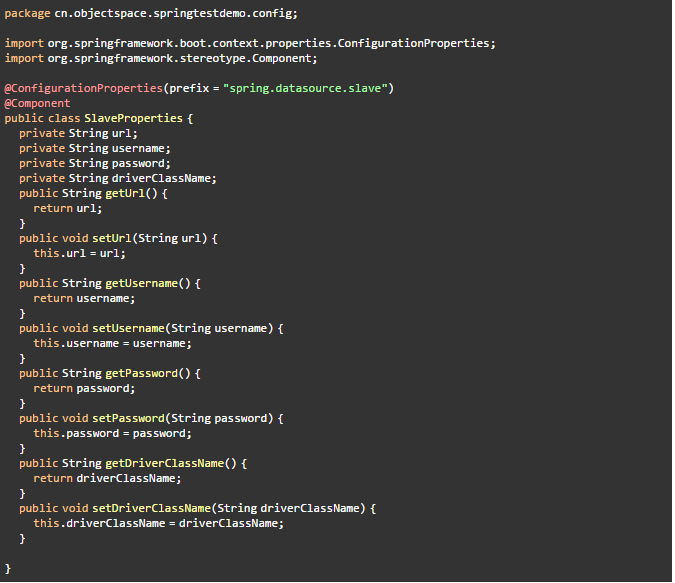 package cn.objectspace.springtestdemo.config;
import org.springframework.boot.context.properties.ConfigurationProperties;
import org.springframework.stereotype.Component;
@ConfigurationProperties(prefix = "spring.datasource.slave")
@Component
public class SlaveProperties {
  private String url;
  private String username;
  private String password;
  private String driverClassName;
  public String getUrl() {
    return url;
  }
  public void setUrl(String url) {
    this.url = url;
  }
  public String getUsername() {
    return username;
  }
  public void setUsername(String username) {
    this.username = username;
  }
  public String getPassword() {
    return password;
  }
  public void setPassword(String password) {
    this.password = password;
  }
  public String getDriverClassName() {
    return driverClassName;
  }
  public void setDriverClassName(String driverClassName) {
    this.driverClassName = driverClassName;
  }
}